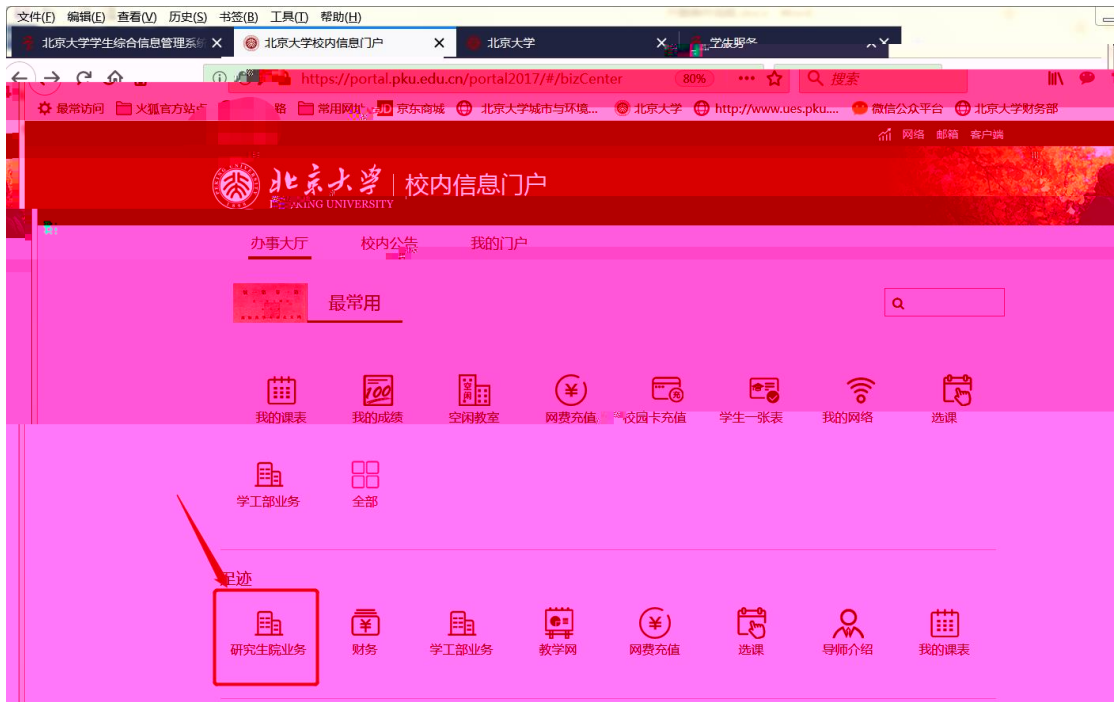 文件(F) 编辑(E) 查看(V) 历史(S) 书签(B) 工具(T) 帮助(H)
北京大学学生综合信息管理系统 北京大学校内信息门户 北京大学
https://portal.pku.edu.cn/portal2017/#/bizCenter 80% 搜索
最常访问 火狐官方站点 常用网址 京东商城 北京大学城市与环境... 北京大学 http://www.ues.pku.... 微信公众平台 北京大学财务部
网络 邮箱 客户端
北京大学 校内信息门户
PEKING UNIVERSITY
办事大厅 校内公告 我的门户
最常用
我的课表 我的成绩 空闲教室 网费充值 校园卡充值 学生一张表 我的网络 选课
学工部业务 全部
足迹
研究生院业务 财务 学工部业务 教学网 网费充值 选课 导师介绍 我的课表